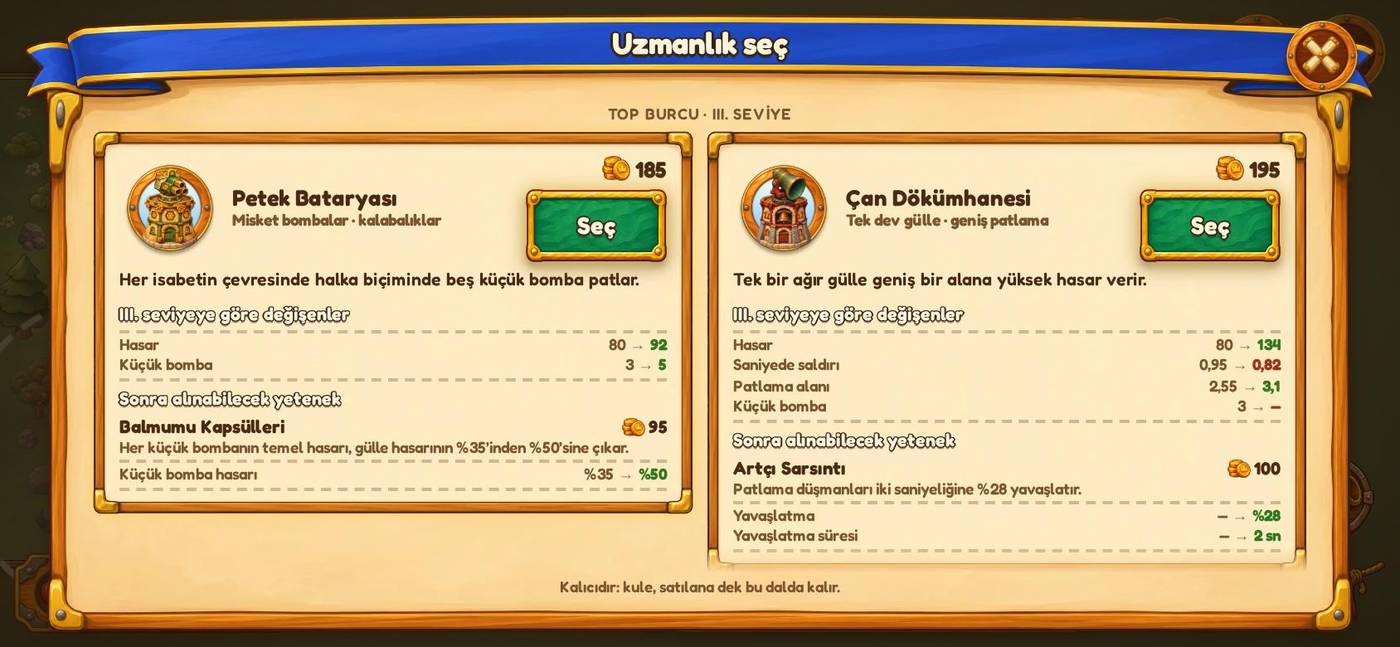 Uzmanlık seç
TOP BURCU · III. SEVİYE
185
Petek Bataryası
Misket bombalar · kalabalıklar
Seç
Her isabetin çevresinde halka biçiminde beş küçük bomba patlar.
III. seviyeye göre değişenler
Hasar 80 → 92
Küçük bomba 3 → 5
Sonra alınabilecek yetenek
Balmumu Kapsülleri 95
Her küçük bombanın temel hasarı, gülle hasarının %35'inden %50'sine çıkar.
Küçük bomba hasarı %35 → %50
195
Çan Dökümhanesi
Tek dev gülle · geniş patlama
Seç
Tek bir ağır gülle geniş bir alana yüksek hasar verir.
III. seviyeye göre değişenler
Hasar 80 → 134
Saniyede saldırı 0,95 → 0,82
Patlama alanı 2,55 → 3,1
Küçük bomba 3 → –
Sonra alınabilecek yetenek
Artçı Sarsıntı 100
Patlama düşmanları iki saniyeliğine %28 yavaşlatır.
Yavaşlatma – → %28
Yavaşlatma süresi – → 2 sn
Kalıcıdır: kule, satılana dek bu dalda kalır.